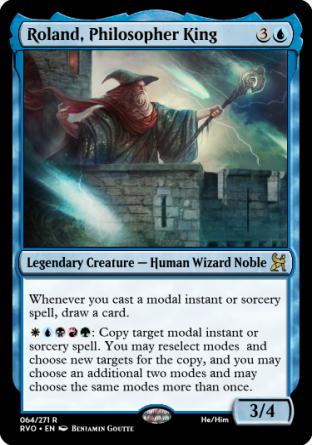 Roland, Philosopher King 3
Legendary Creature — Human Wizard Noble
Whenever you cast a modal instant or sorcery
spell, draw a card.
: Copy target modal instant or
sorcery spell. You may reselect modes and
choose new targets for the copy, and you may
choose an additional two modes and may
choose the same modes more than once.
064/271 R
He/Him
3/4
RVO • EN Benjamin Goutte